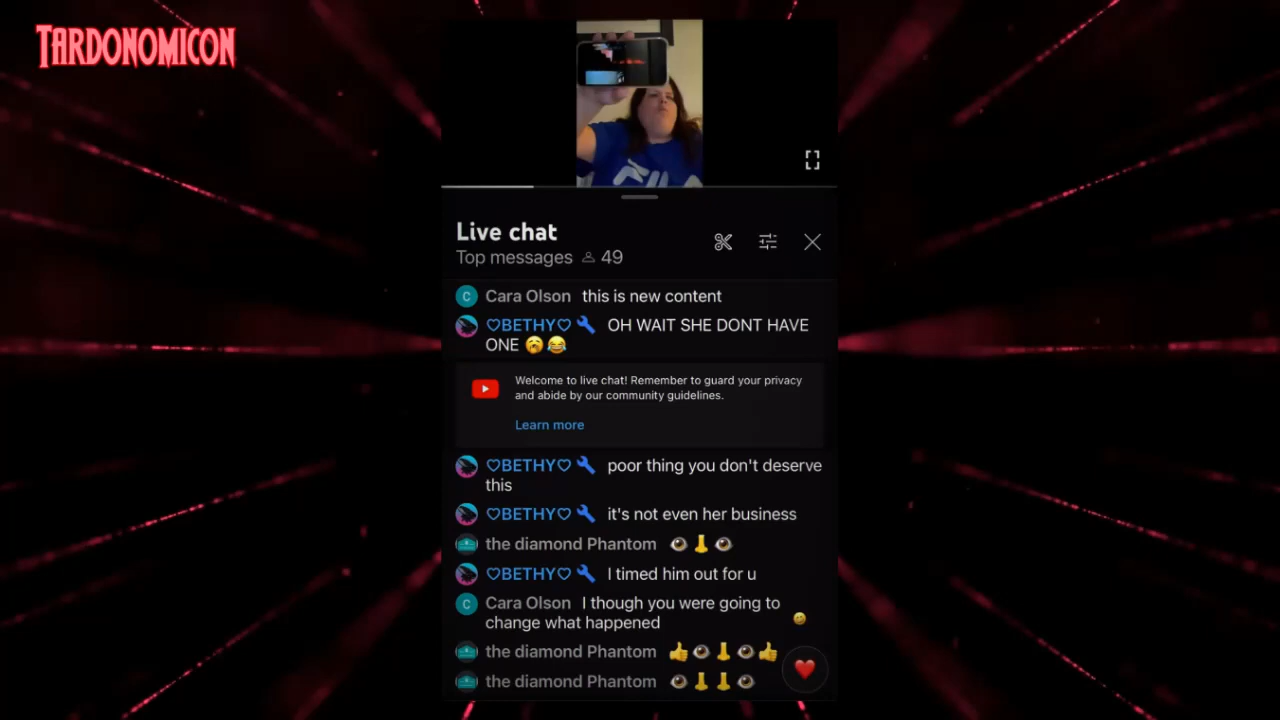 TARDONOMICON
FILA
Live chat
Top messages 49
C Cara Olson this is new content
♡BETHY♡ OH WAIT SHE DONT HAVE
ONE 🥱😂
Welcome to live chat! Remember to guard your privacy
and abide by our community guidelines.
Learn more
♡BETHY♡ poor thing you don't deserve
this
♡BETHY♡ it's not even her business
the diamond Phantom 👁️👃👁️
♡BETHY♡ I timed him out for u
C Cara Olson I though you were going to
change what happened
the diamond Phantom 👍👁️👃👁️👍
the diamond Phantom 👁️👃👃👁️